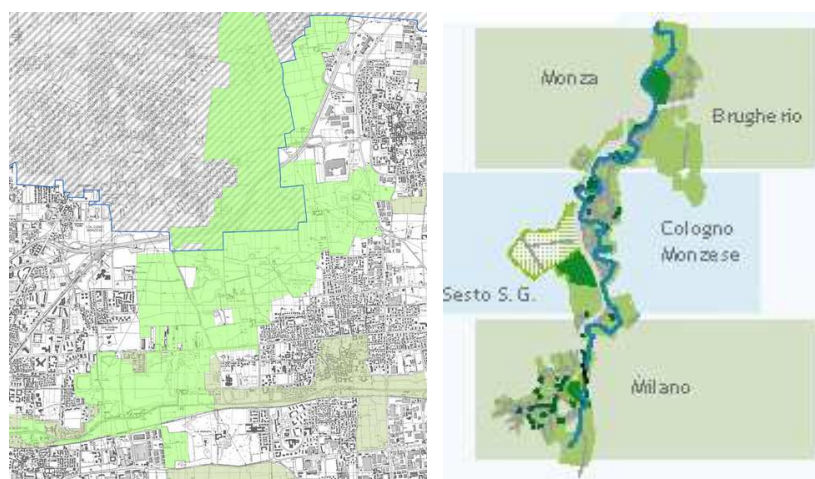 Monza
Brugherio
Cologno
Monzese
Sesto S. G.
Milano